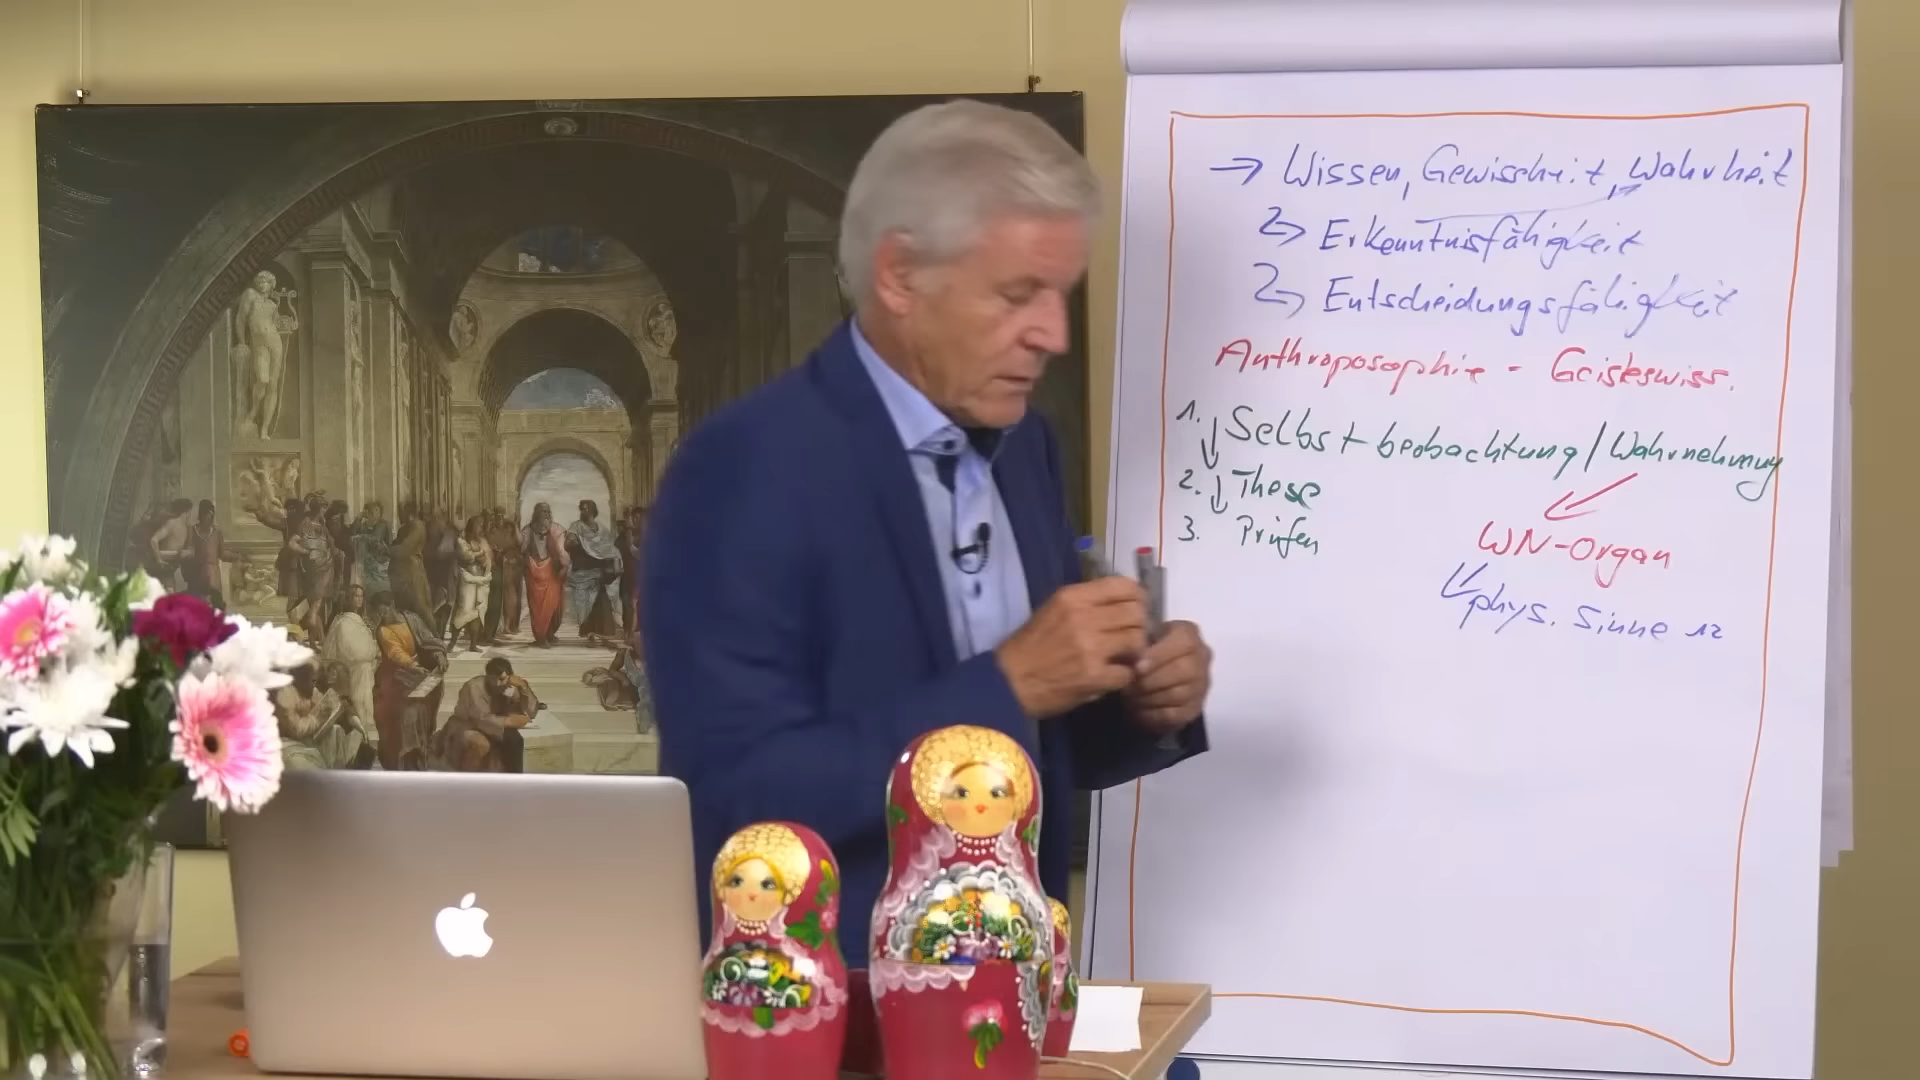 → Wissen, Gewissheit, Wahrheit
Erkenntnisfähigkeit
Entscheidungsfähigkeit
Anthroposophie - Geisteswiss.
1. Selbstbeobachtung / Wahrnehmung
2. These
3. Prüfen
WN-Organ
phys. Sinne 12